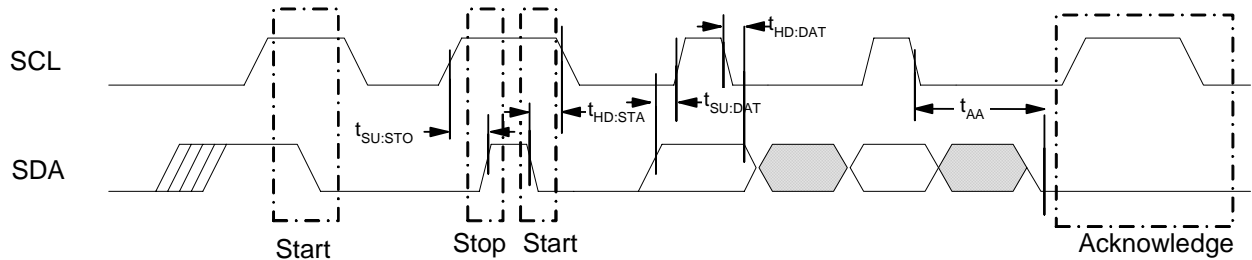 SCL
t_HD:DAT
t_SU:STO
t_HD:STA
t_SU:DAT
t_AA
SDA
Start
Stop
Start
Acknowledge